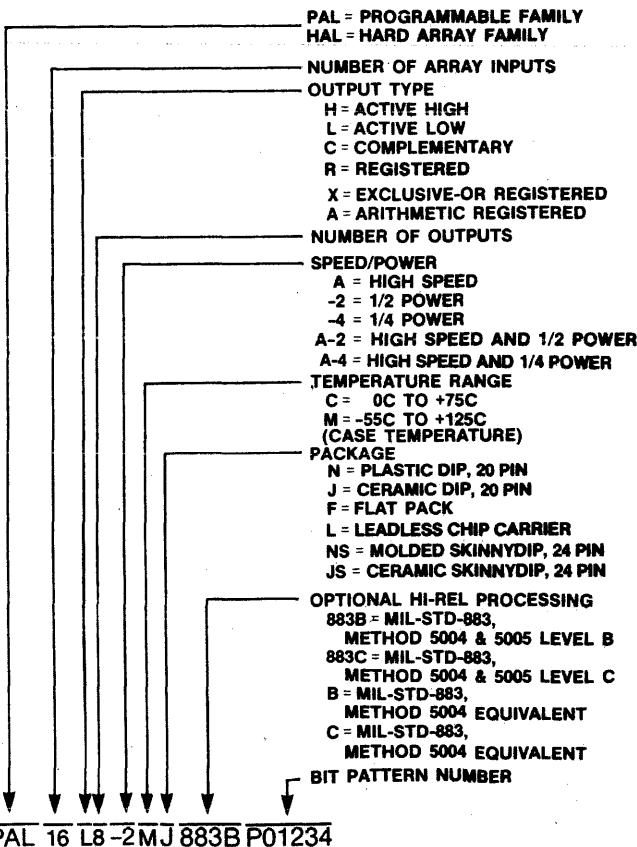 PAL = PROGRAMMABLE FAMILY
HAL = HARD ARRAY FAMILY
NUMBER OF ARRAY INPUTS
OUTPUT TYPE
H = ACTIVE HIGH
L = ACTIVE LOW
C = COMPLEMENTARY
R = REGISTERED
X = EXCLUSIVE-OR REGISTERED
A = ARITHMETIC REGISTERED
NUMBER OF OUTPUTS
SPEED/POWER
A = HIGH SPEED
-2 = 1/2 POWER
-4 = 1/4 POWER
A-2 = HIGH SPEED AND 1/2 POWER
A-4 = HIGH SPEED AND 1/4 POWER
TEMPERATURE RANGE
C = 0C TO +75C
M = -55C TO +125C
(CASE TEMPERATURE)
PACKAGE
N = PLASTIC DIP, 20 PIN
J = CERAMIC DIP, 20 PIN
F = FLAT PACK
L = LEADLESS CHIP CARRIER
NS = MOLDED SKINNYDIP, 24 PIN
JS = CERAMIC SKINNYDIP, 24 PIN
OPTIONAL HI-REL PROCESSING
883B = MIL-STD-883,
METHOD 5004 & 5005 LEVEL B
883C = MIL-STD-883,
METHOD 5004 & 5005 LEVEL C
B = MIL-STD-883,
METHOD 5004 EQUIVALENT
C = MIL-STD-883,
METHOD 5004 EQUIVALENT
BIT PATTERN NUMBER
PAL 16 L8 -2 M J 883B P01234